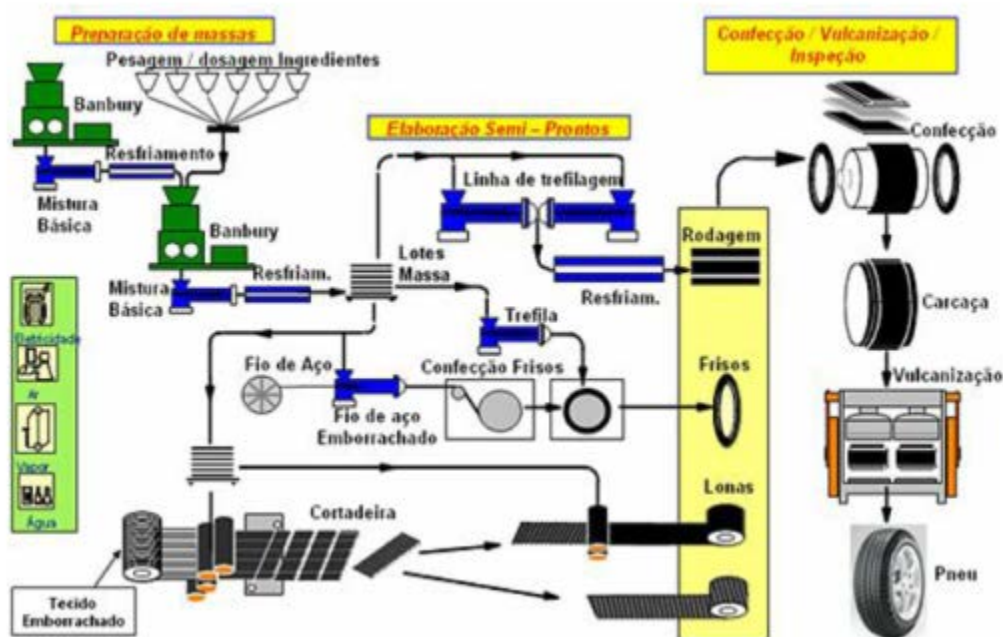 Preparação de massas
Pesagem / dosagem Ingredientes
Banbury
Resfriamento
Mistura
Básica
Banbury
Mistura
Básica
Resfriam.
Elaboração Semi - Prontos
Linha de trefilagem
Lotes
Massa
Resfriam.
Trefila
Fio de Aço
Confecção Frisos
Fio de aço
Emborrachado
Cortadeira
Tecido
Emborrachado
Eletricidade
Ar
Vapor
Água
Rodagem
Frisos
Lonas
Confecção / Vulcanização /
Inspeção
Confecção
Carcaça
Vulcanização
Pneu